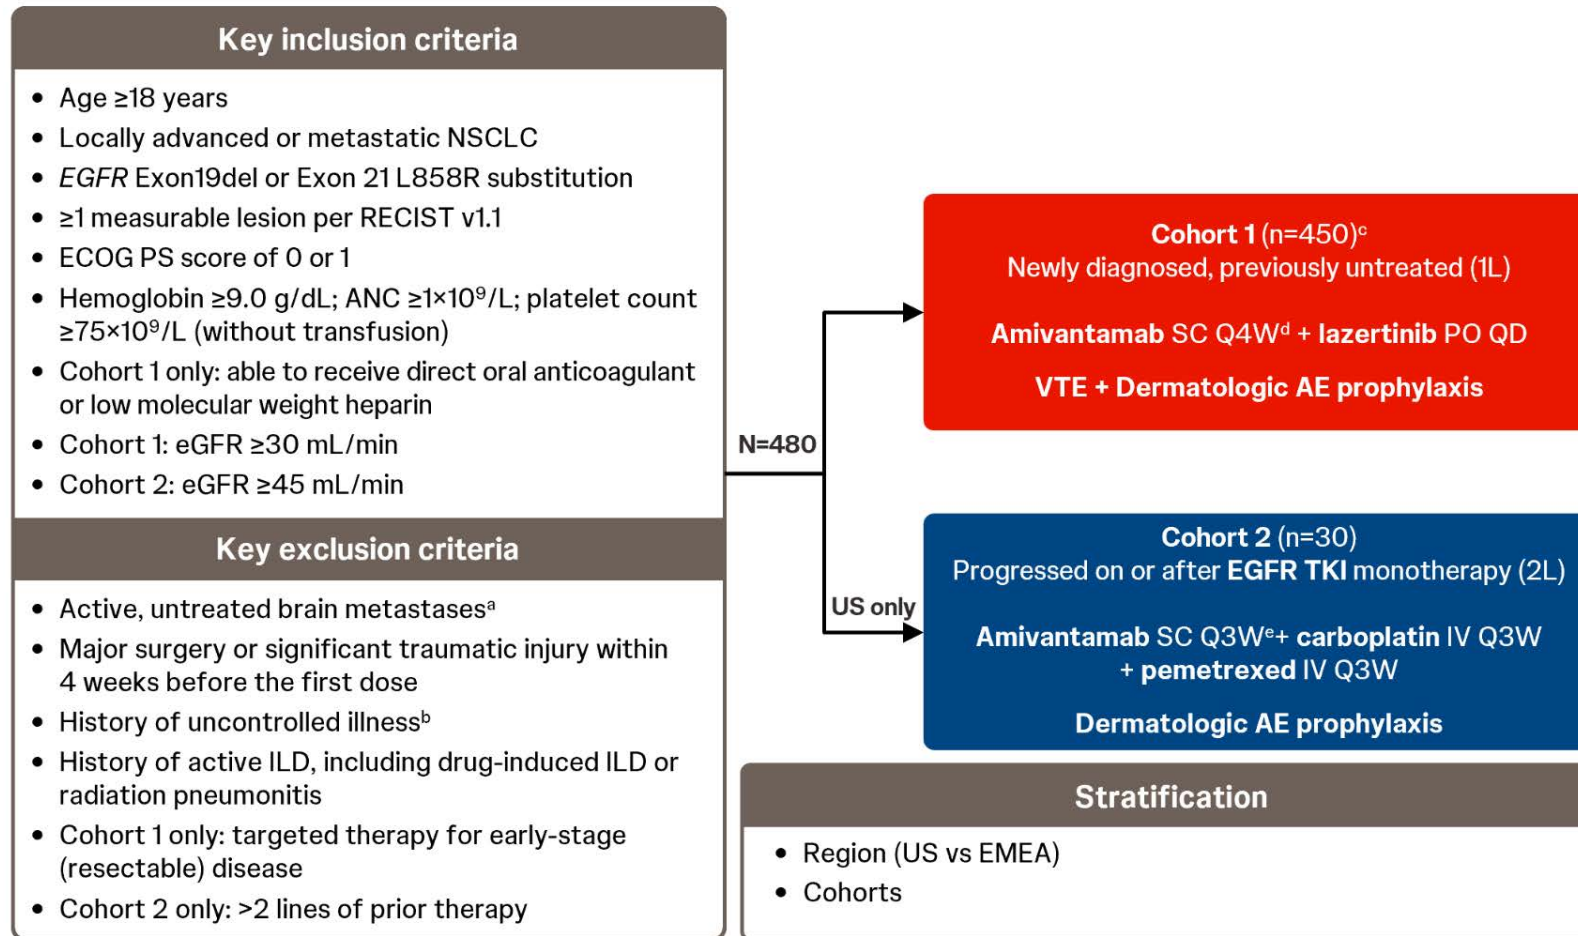 Key inclusion criteria
• Age ≥18 years
• Locally advanced or metastatic NSCLC
• EGFR Exon19del or Exon 21 L858R substitution
• ≥1 measurable lesion per RECIST v1.1
• ECOG PS score of 0 or 1
• Hemoglobin ≥9.0 g/dL; ANC ≥1×10⁹/L; platelet count
≥75×10⁹/L (without transfusion)
• Cohort 1 only: able to receive direct oral anticoagulant
or low molecular weight heparin
• Cohort 1: eGFR ≥30 mL/min
• Cohort 2: eGFR ≥45 mL/min
Key exclusion criteria
• Active, untreated brain metastasesᵃ
• Major surgery or significant traumatic injury within
4 weeks before the first dose
• History of uncontrolled illnessᵇ
• History of active ILD, including drug-induced ILD or
radiation pneumonitis
• Cohort 1 only: targeted therapy for early-stage
(resectable) disease
• Cohort 2 only: >2 lines of prior therapy
N=480
US only
Cohort 1 (n=450)ᶜ
Newly diagnosed, previously untreated (1L)
Amivantamab SC Q4Wᵈ + lazertinib PO QD
VTE + Dermatologic AE prophylaxis
Cohort 2 (n=30)
Progressed on or after EGFR TKI monotherapy (2L)
Amivantamab SC Q3Wᵉ+ carboplatin IV Q3W
+ pemetrexed IV Q3W
Dermatologic AE prophylaxis
Stratification
• Region (US vs EMEA)
• Cohorts